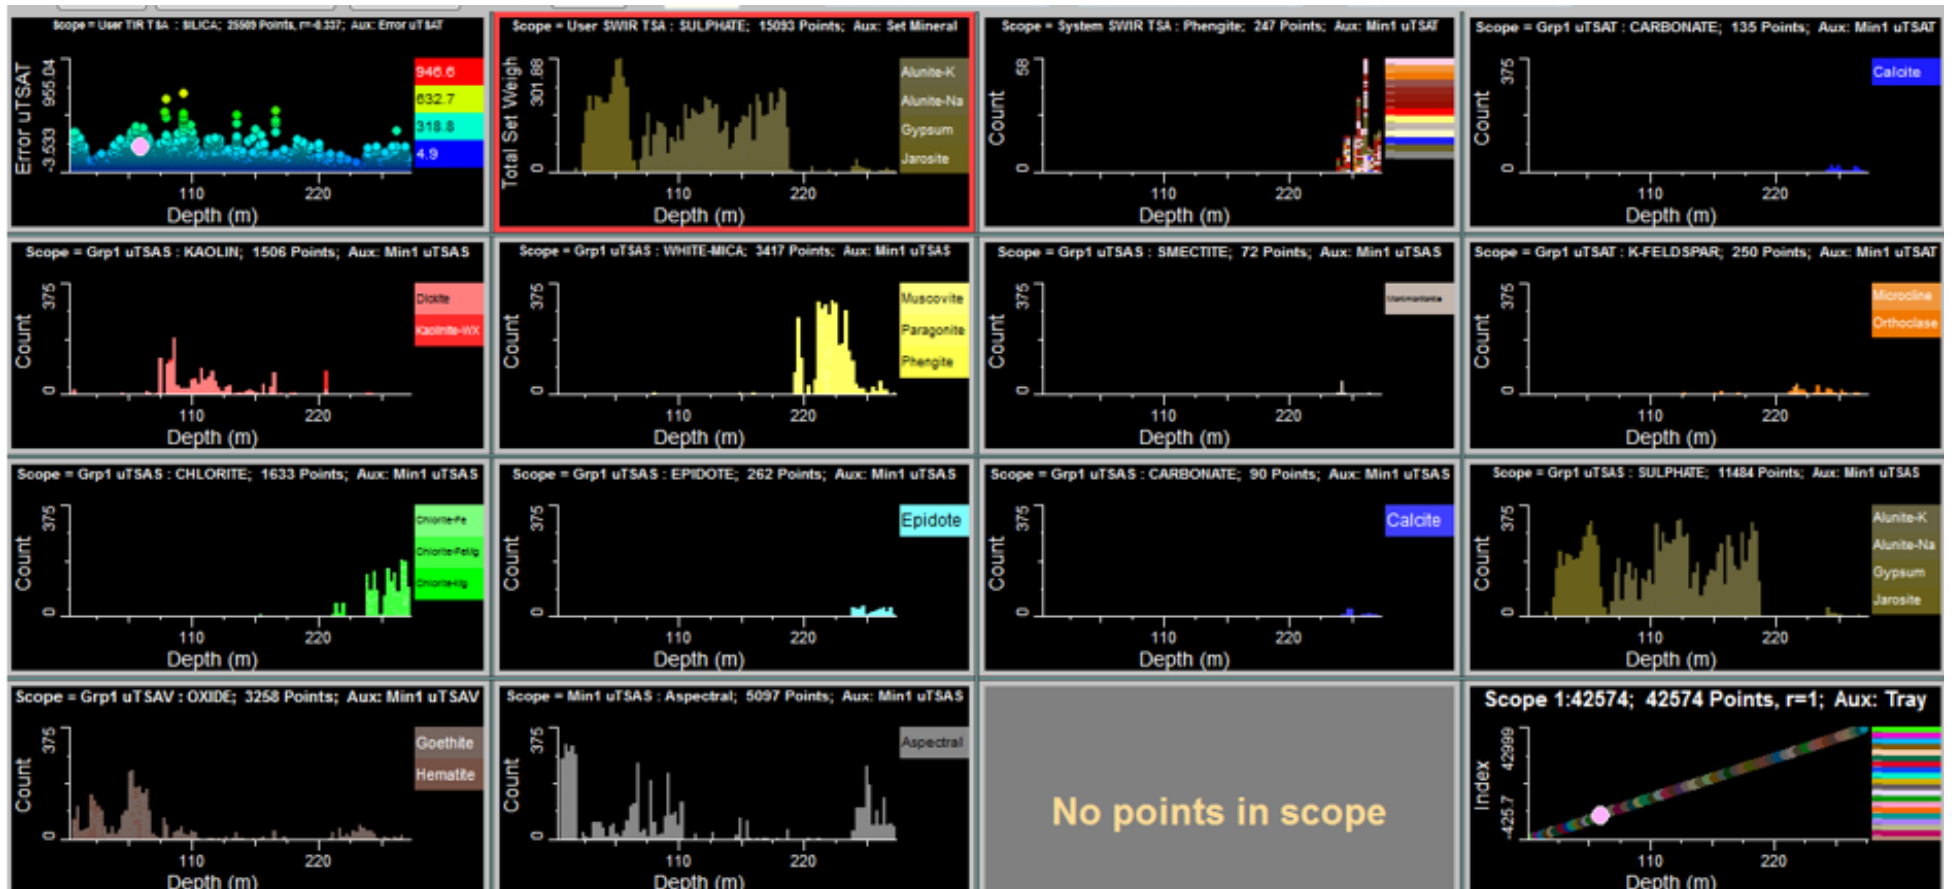 Scope = User TIR TSA : SILICA; 25509 Points, r=-0.337; Aux: Error uTSAT
Error uTSAT
955.04
-3.533
946.6
632.7
318.8
4.9
110
220
Depth (m)
Scope = User SWIR TSA : SULPHATE; 15093 Points; Aux: Set Mineral
Total Set Weigh
301.88
0
Alunite-K
Alunite-Na
Gypsum
Jarosite
110
220
Depth (m)
Scope = System SWIR TSA : Phengite; 247 Points; Aux: Min1 uTSAT
Count
58
0
110
220
Depth (m)
Scope = Grp1 uTSAT : CARBONATE; 135 Points; Aux: Min1 uTSAT
Count
375
0
Calcite
110
220
Depth (m)
Scope = Grp1 uTSAS : KAOLIN; 1506 Points; Aux: Min1 uTSAS
Count
375
0
Dickite
Kaolinite-WX
110
220
Depth (m)
Scope = Grp1 uTSAS : WHITE-MICA; 3417 Points; Aux: Min1 uTSAS
Count
375
0
Muscovite
Paragonite
Phengite
110
220
Depth (m)
Scope = Grp1 uTSAS : SMECTITE; 72 Points; Aux: Min1 uTSAS
Count
375
0
Montmorillonite
110
220
Depth (m)
Scope = Grp1 uTSAT : K-FELDSPAR; 250 Points; Aux: Min1 uTSAT
Count
375
0
Microcline
Orthoclase
110
220
Depth (m)
Scope = Grp1 uTSAS : CHLORITE; 1633 Points; Aux: Min1 uTSAS
Count
375
0
Chlorite-Fe
Chlorite-FeMg
Chlorite-Mg
110
220
Depth (m)
Scope = Grp1 uTSAS : EPIDOTE; 262 Points; Aux: Min1 uTSAS
Count
375
0
Epidote
110
220
Depth (m)
Scope = Grp1 uTSAS : CARBONATE; 90 Points; Aux: Min1 uTSAS
Count
375
0
Calcite
110
220
Depth (m)
Scope = Grp1 uTSAS : SULPHATE; 11484 Points; Aux: Min1 uTSAS
Count
375
0
Alunite-K
Alunite-Na
Gypsum
Jarosite
110
220
Depth (m)
Scope = Grp1 uTSAV : OXIDE; 3258 Points; Aux: Min1 uTSAV
Count
375
0
Goethite
Hematite
110
220
Depth (m)
Scope = Min1 uTSAS : Aspectral; 5097 Points; Aux: Min1 uTSAS
Count
375
0
Aspectral
110
220
Depth (m)
No points in scope
Scope 1:42574; 42574 Points, r=1; Aux: Tray
Index
42999
-425.7
110
220
Depth (m)